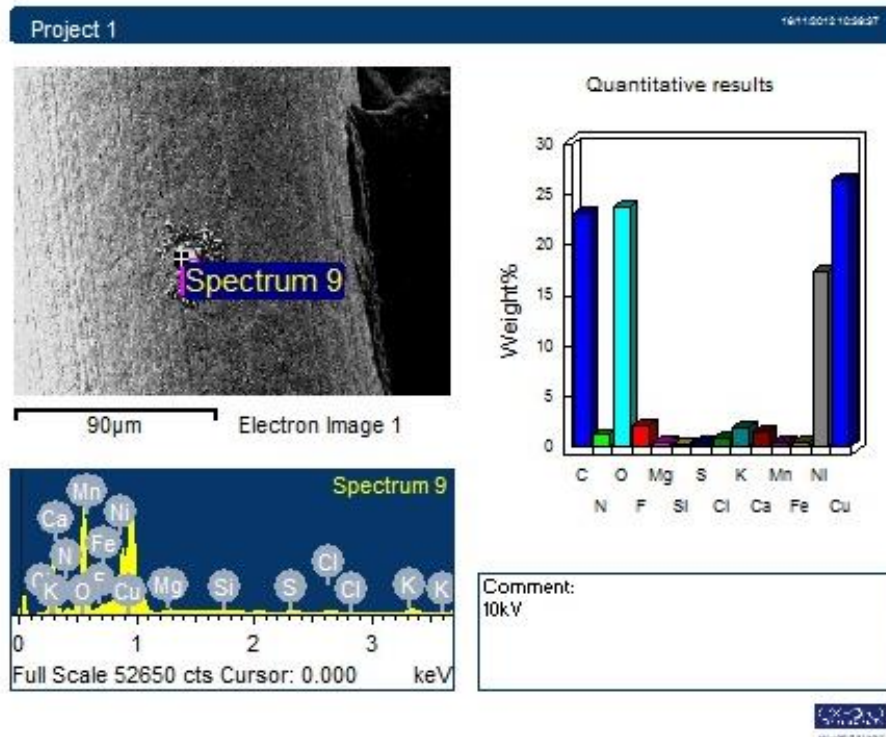 Project 1
Spectrum 9
90µm Electron Image 1
Quantitative results
Weight%
30
25
20
15
10
5
0
C O Mg S K Mn Ni
N F Si Cl Ca Fe Cu
Spectrum 9
Mn
Ca Ni
N Fe Cl
K O Cu Mg Si S Cl K K
0 1 2 3
Full Scale 52650 cts Cursor: 0.000 keV
Comment:
10kV